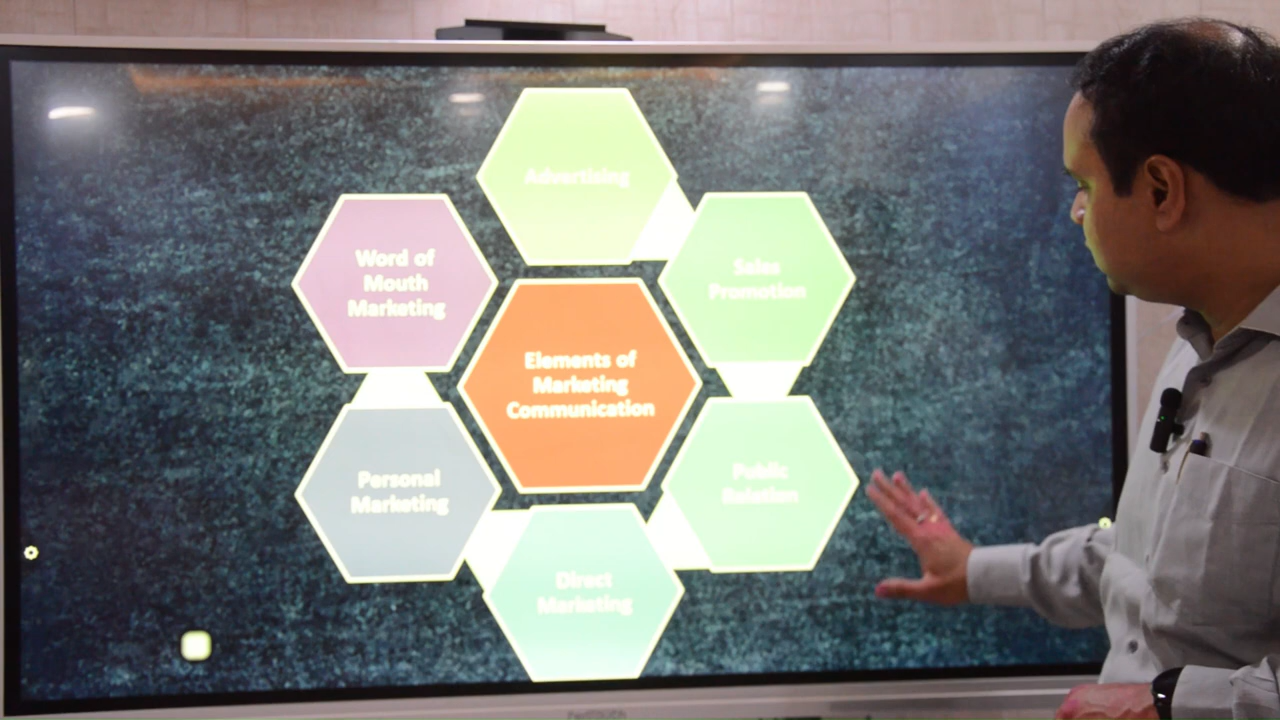 Advertising
Word of
Mouth
Marketing
Sales
Promotion
Elements of
Marketing
Communication
Personal
Marketing
Public
Relation
Direct
Marketing